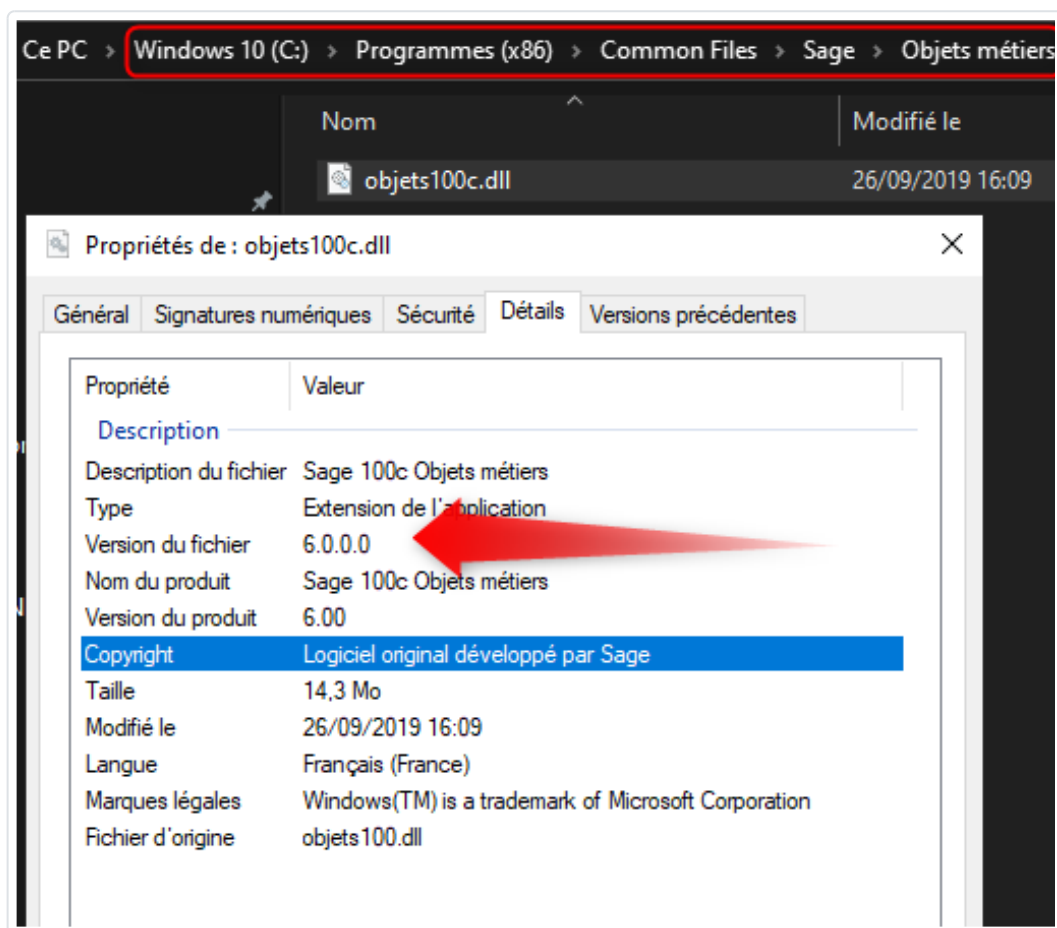 Ce PC > Windows 10 (C:) > Programmes (x86) > Common Files > Sage > Objets métiers
Nom Modifié le
objets100c.dll 26/09/2019 16:09
Propriétés de : objets100c.dll
Général Signatures numériques Sécurité Détails Versions précédentes
Propriété Valeur
Description
Description du fichier Sage 100c Objets métiers
Type Extension de l'application
Version du fichier 6.0.0.0
Nom du produit Sage 100c Objets métiers
Version du produit 6.00
Copyright Logiciel original développé par Sage
Taille 14,3 Mo
Modifié le 26/09/2019 16:09
Langue Français (France)
Marques légales Windows(TM) is a trademark of Microsoft Corporation
Fichier d'origine objets100.dll